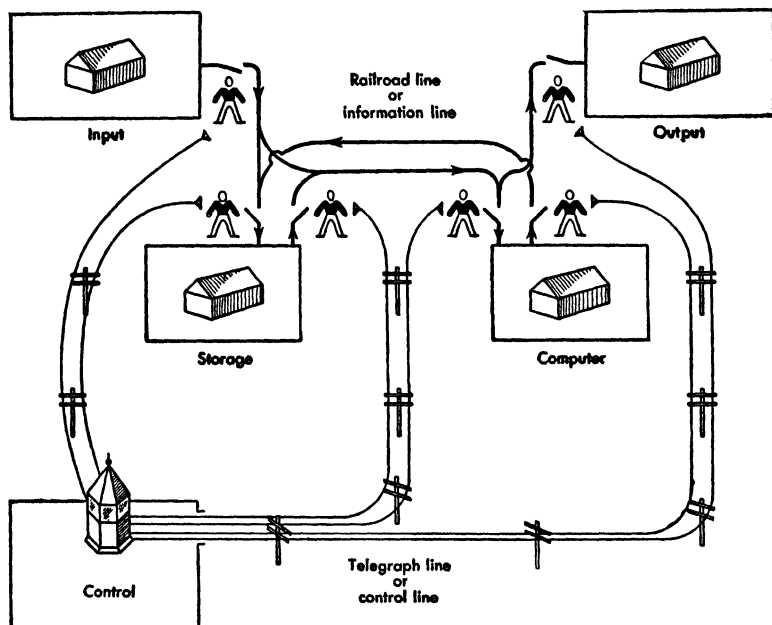 Railroad line
or
information line
Input
Output
Storage
Computer
Control
Telegraph line
or
control line